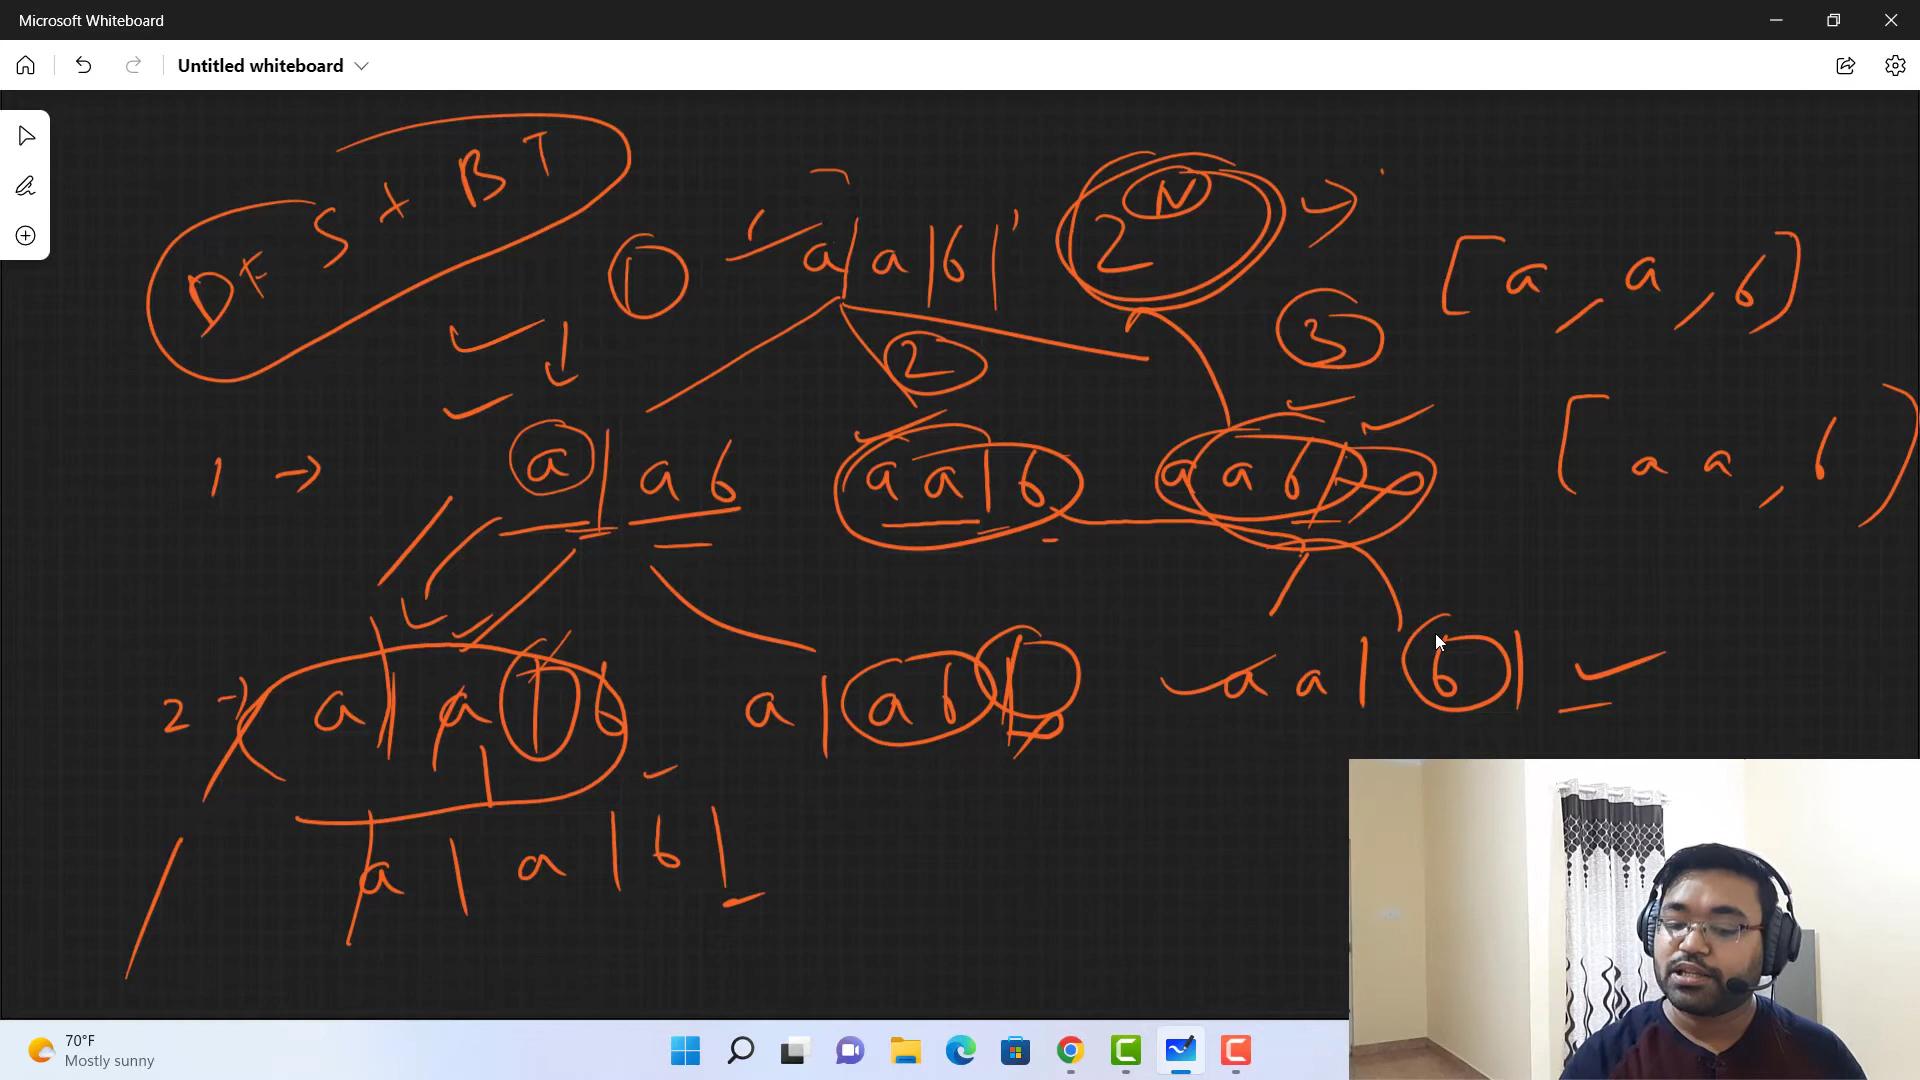 Microsoft Whiteboard
Untitled whiteboard
DFS + BT
1
' a | a | b | '
2^N →
[a, a, b]
2
3
[aa, b]
1 →
a | ab
aa | b
aab |
2 →
a | a | b
a | ab |
aa | b |
a | a | b |
70°F
Mostly sunny